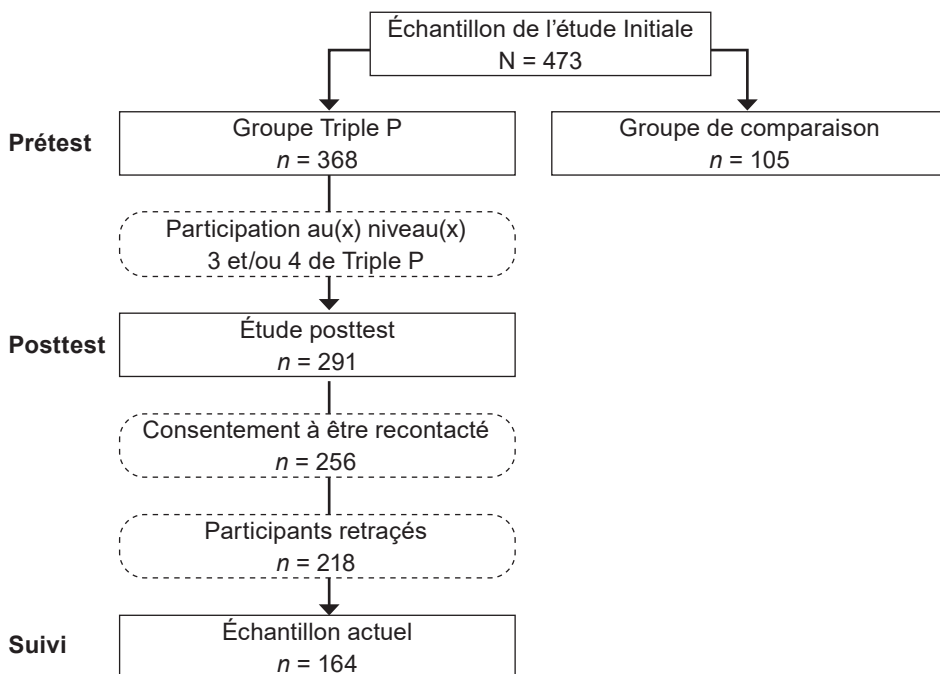 Échantillon de l’étude Initiale
N = 473
Prétest
Groupe Triple P
n = 368
Groupe de comparaison
n = 105
Participation au(x) niveau(x)
3 et/ou 4 de Triple P
Posttest
Étude posttest
n = 291
Consentement à être recontacté
n = 256
Participants retraçés
n = 218
Suivi
Échantillon actuel
n = 164